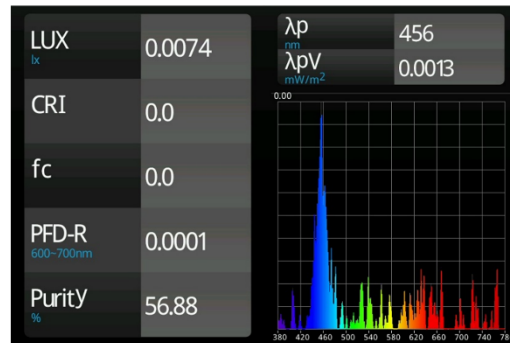 LUX
lx
0.0074
CRI
0.0
fc
0.0
PFD-R
600~700nm
0.0001
Purity
%
56.88
λp
nm
456
λpV
mW/m²
0.0013
0.00
380 420 460 500 540 580 620 660 700 740 78